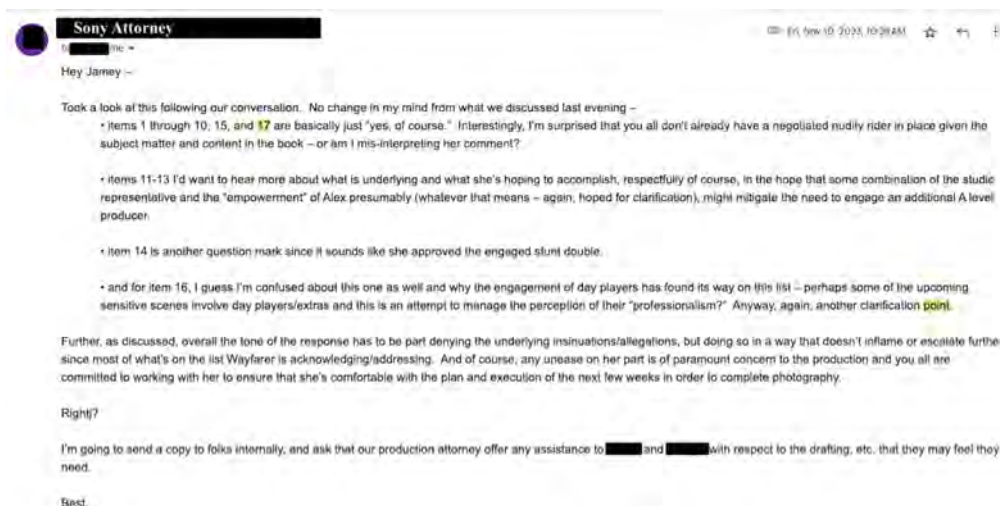 Sony Attorney
Fri, Nov 10, 2023, 10:28 AM
to me
Hey Jamey –
Took a look at this following our conversation. No change in my mind from what we discussed last evening –
• items 1 through 10, 15, and 17 are basically just "yes, of course." Interestingly, I'm surprised that you all don't already have a negotiated nudity rider in place given the
subject matter and content in the book – or am I mis-interpreting her comment?
• items 11-13 I'd want to hear more about what is underlying and what she's hoping to accomplish, respectfully of course, in the hope that some combination of the studio
representative and the "empowerment" of Alex presumably (whatever that means – again, hoped for clarification), might mitigate the need to engage an additional A level
producer.
• item 14 is another question mark since it sounds like she approved the engaged stunt double.
• and for item 16, I guess I'm confused about this one as well and why the engagement of day players has found its way on this list – perhaps some of the upcoming
sensitive scenes involve day players/extras and this is an attempt to manage the perception of their "professionalism?" Anyway, again, another clarification point.
Further, as discussed, overall the tone of the response has to be part denying the underlying insinuations/allegations, but doing so in a way that doesn't inflame or escalate furthe
since most of what's on the list Wayfarer is acknowledging/addressing. And of course, any unease on her part is of paramount concern to the production and you all are
committed to working with her to ensure that she's comfortable with the plan and execution of the next few weeks in order to complete photography.
Right|?
I'm going to send a copy to folks internally, and ask that our production attorney offer any assistance to and with respect to the drafting, etc. that they may feel they
need.
Best,